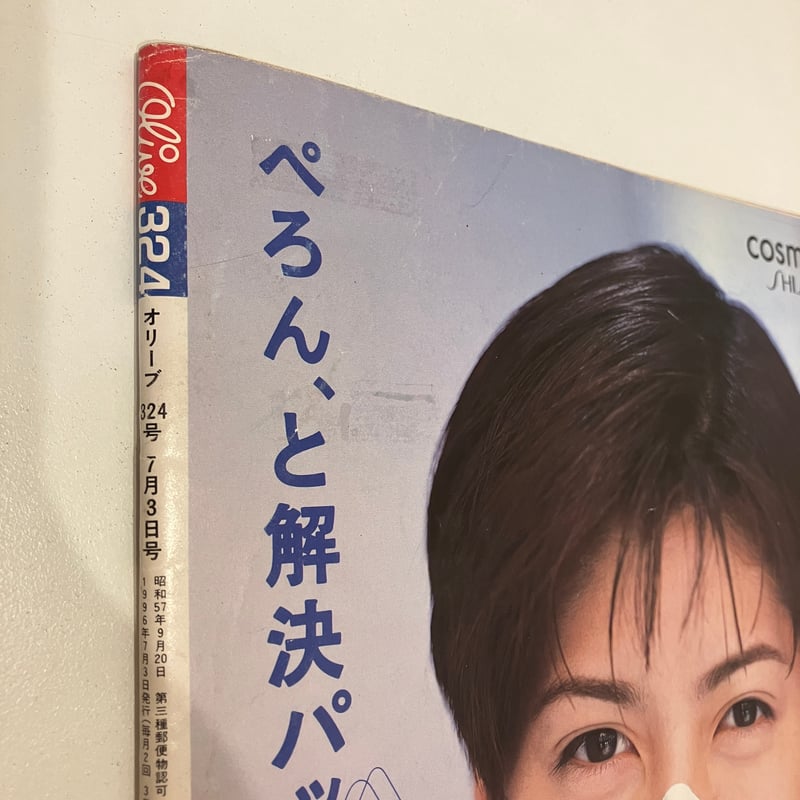 Olive
324
オリーブ 324号 7月3日号
昭和57年9月20日 第三種郵便物認可
1996年7月3日発行(毎月2回 3
ぺろん、と解決パッ
COSM
SHIS